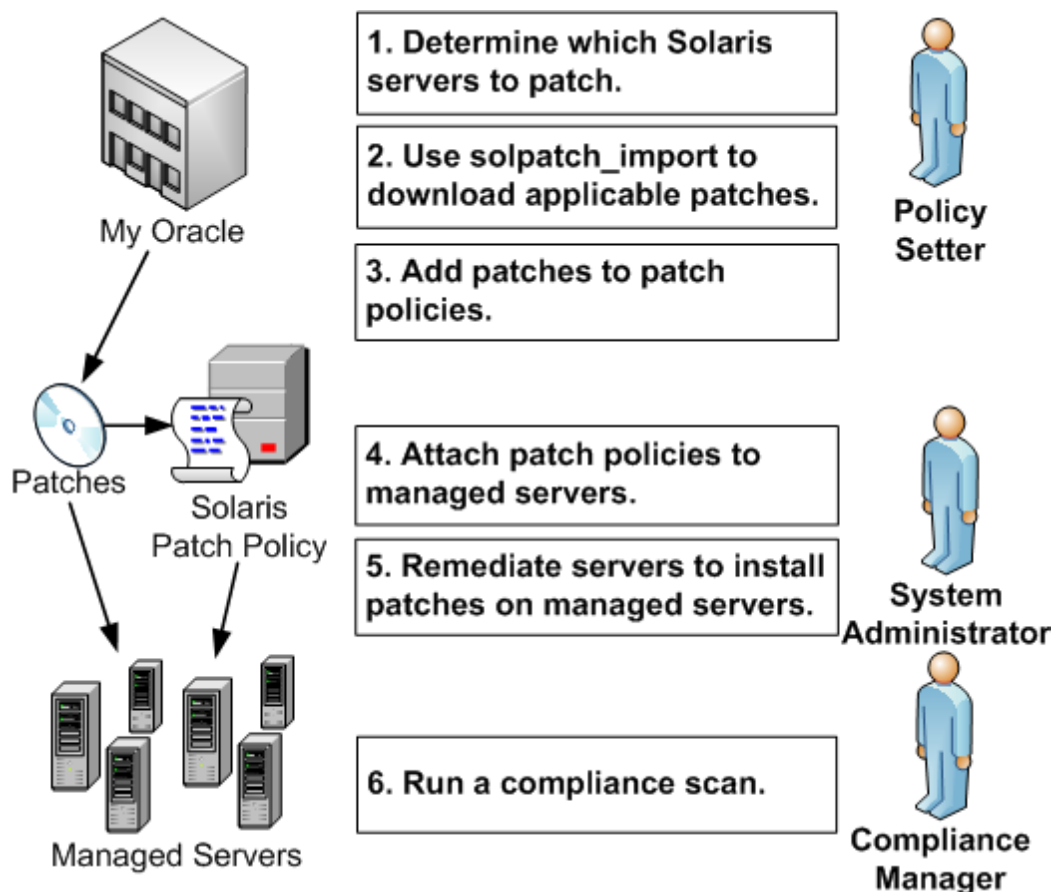 1. Determine which Solaris
servers to patch.
2. Use solpatch_import to
download applicable patches.
3. Add patches to patch
policies.
Policy
Setter
My Oracle
Patches
Solaris
Patch Policy
4. Attach patch policies to
managed servers.
5. Remediate servers to install
patches on managed servers.
System
Administrator
Managed Servers
6. Run a compliance scan.
Compliance
Manager